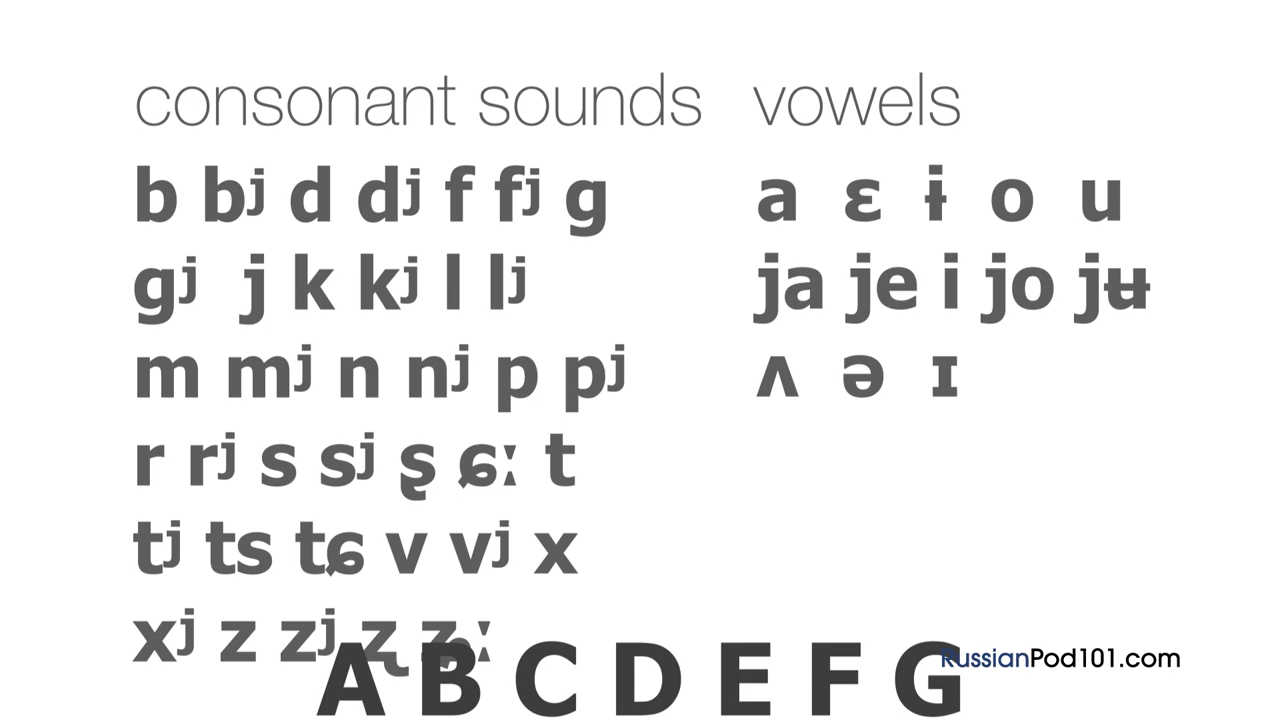 consonant sounds
b bʲ d dʲ f fʲ g
gʲ j k kʲ l lʲ
m mʲ n nʲ p pʲ
r rʲ s sʲ ʂ ɕː t
tʲ ts tɕ v vʲ x
xʲ z zʲ ʐ ʑː
vowels
a ɛ ɨ o u
ja je i jo jʉ
ʌ ə ɪ
A B C D E F G
RussianPod101.com